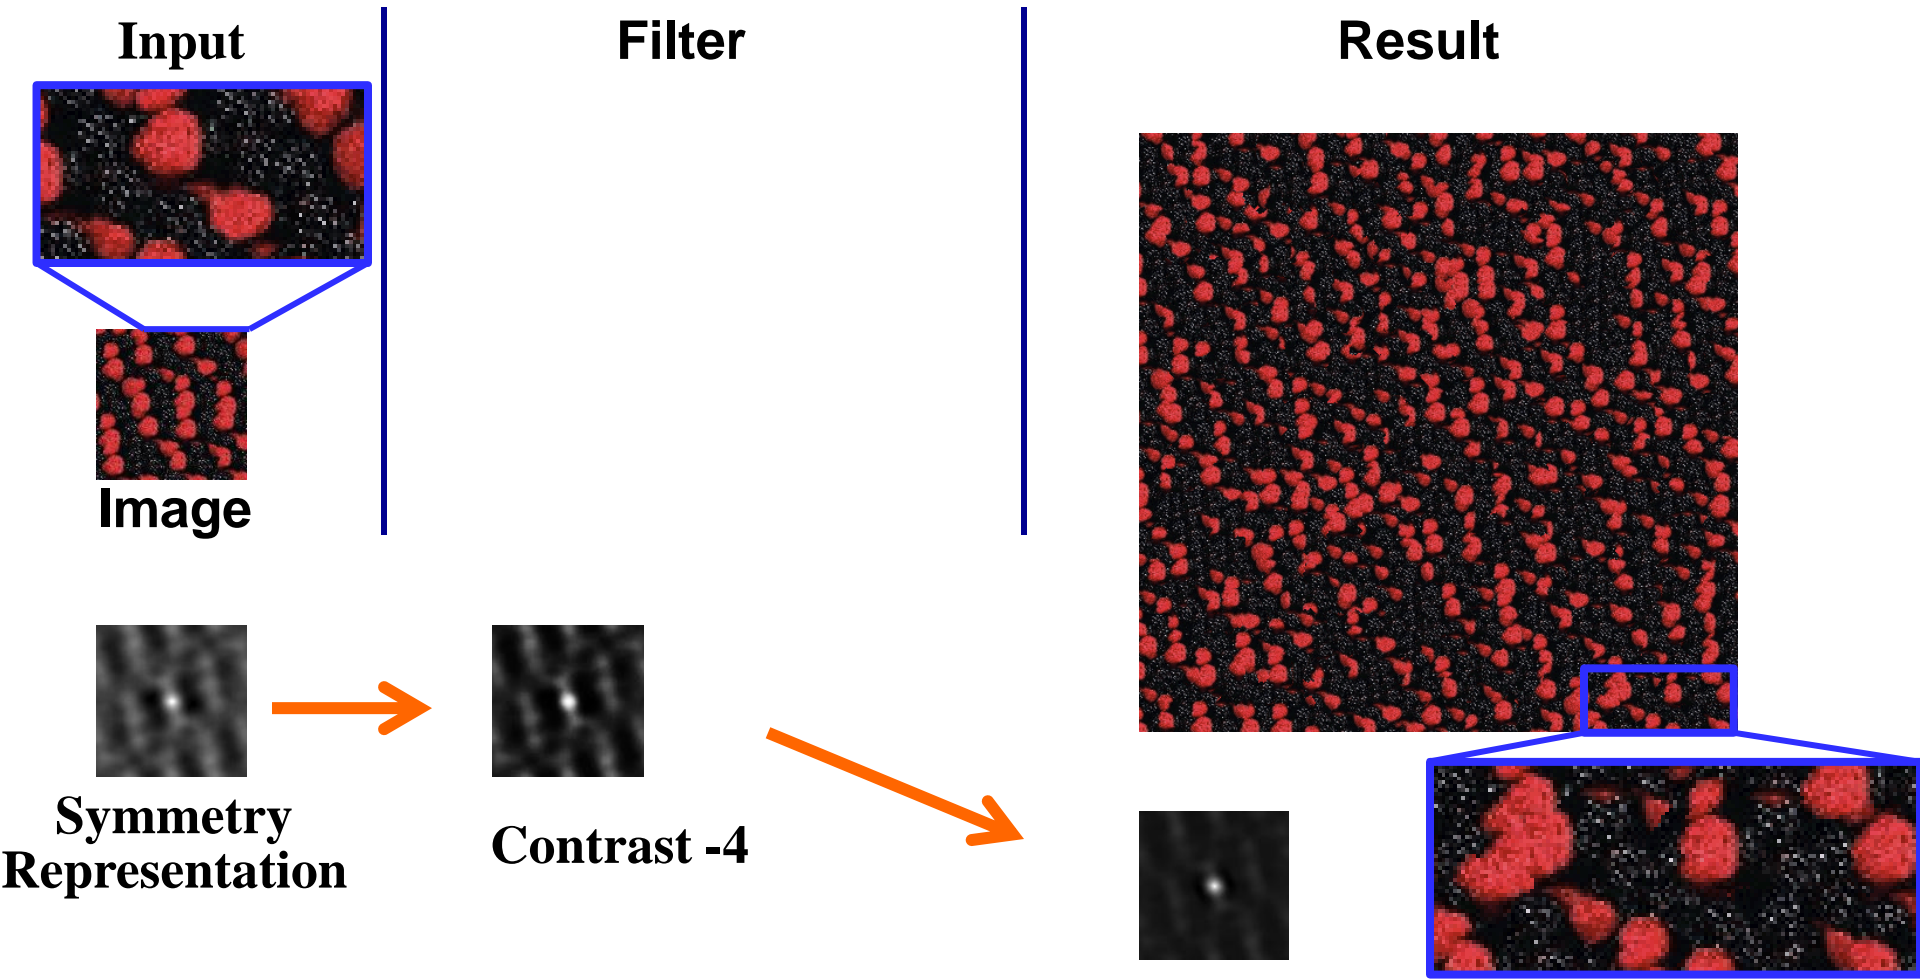 Input
Filter
Result
Image
Symmetry
Representation
Contrast -4